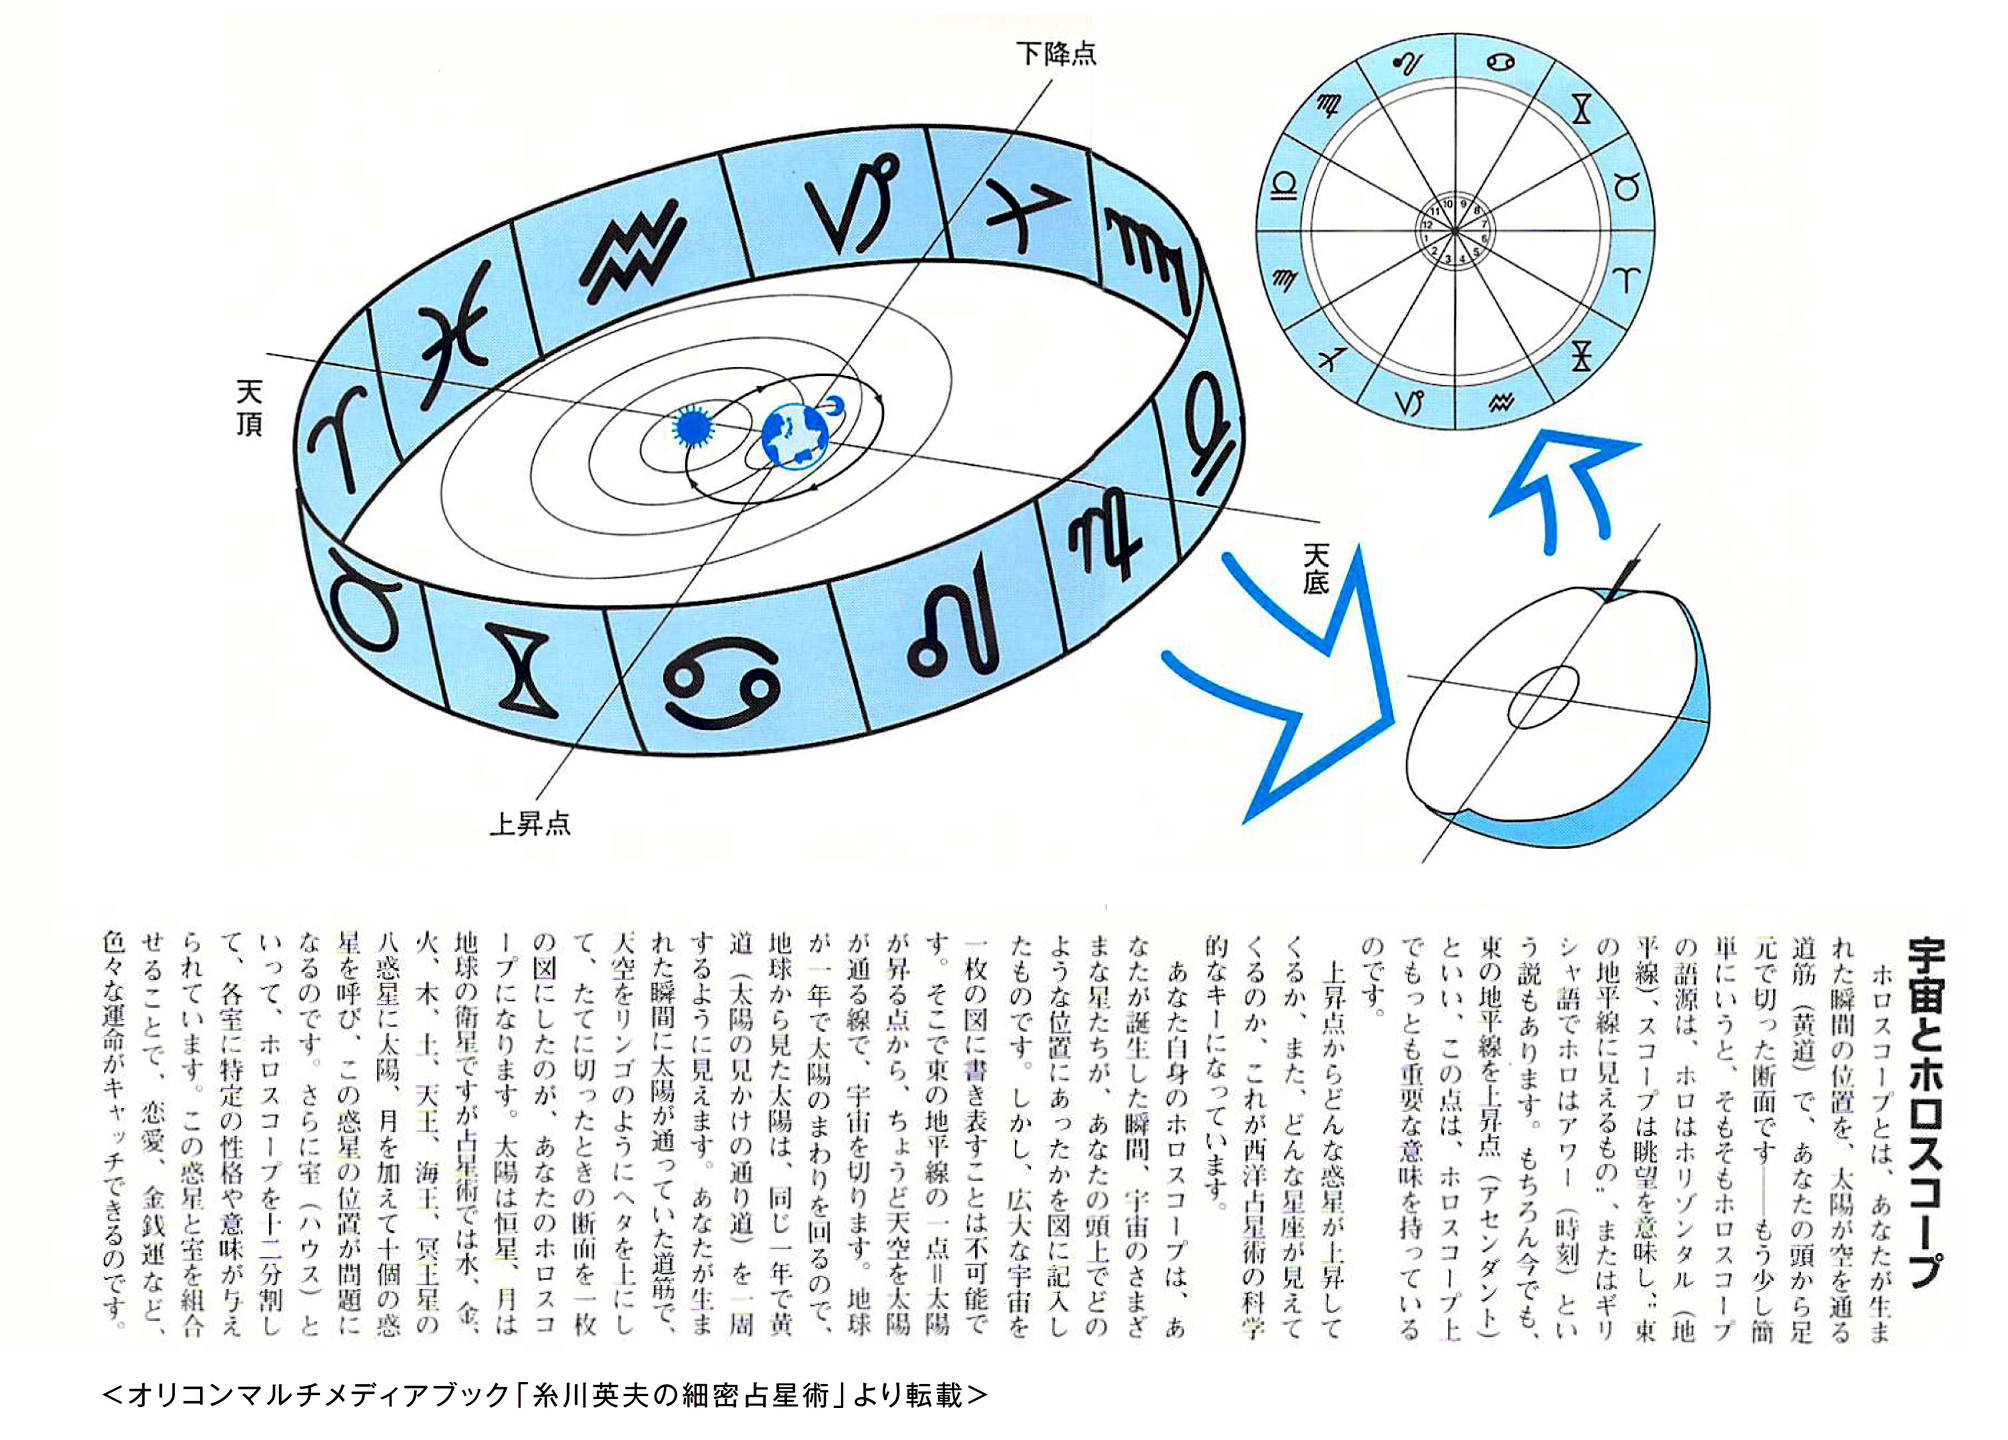 下降点
天頂
天底
上昇点
10
9
11
8
12
7
1
6
2
5
3
4
宇宙とホロスコープ
ホロスコープとは、あなたが生ま
れた瞬間の位置を、太陽が空を通る
道筋（黄道）で、あなたの頭から足
元で切った断面です──もう少し簡
単にいうと、そもそもホロスコープ
の語源は、ホロはホリゾンタル（地
平線）、スコープは眺望を意味し、〝東
の地平線に見えるもの〟、またはギリ
シャ語でホロはアワー（時刻）とい
う説もあります。もちろん今でも、
東の地平線を上昇点（アセンダント）
といい、この点は、ホロスコープ上
でもっとも重要な意味を持っている
のです。
上昇点からどんな惑星が上昇して
くるか、また、どんな星座が見えて
くるのか、これが西洋占星術の科学
的なキーになっています。
あなた自身のホロスコープは、あ
なたが誕生した瞬間、宇宙のさまざ
まな星たちが、あなたの頭上でどの
ような位置にあったかを図に記入し
たものです。しかし、広大な宇宙を
一枚の図に書き表すことは不可能で
す。そこで東の地平線の一点＝太陽
が昇る点から、ちょうど天空を太陽
が通る線で、宇宙を切ります。地球
が一年で太陽のまわりを回るので、
地球から見た太陽は、同じ一年で黄
道（太陽の見かけの通り道）を一周
するように見えます。あなたが生ま
れた瞬間に太陽が通っていた道筋で、
天空をリンゴのようにヘタを上にし
て、たてに切ったときの断面を一枚
の図にしたのが、あなたのホロスコ
ープになります。太陽は恒星、月は
地球の衛星ですが占星術では水、金、
火、木、土、天王、海王、冥王星の
八惑星に太陽、月を加えて十個の惑
星を呼び、この惑星の位置が問題に
なるのです。さらに室（ハウス）と
いって、ホロスコープを十二分割し
て、各室に特定の性格や意味が与え
られています。この惑星と室を組合
せることで、恋愛、金銭運など、
色々な運命がキャッチできるのです。
＜オリコンマルチメディアブック「糸川英夫の細密占星術」より転載＞